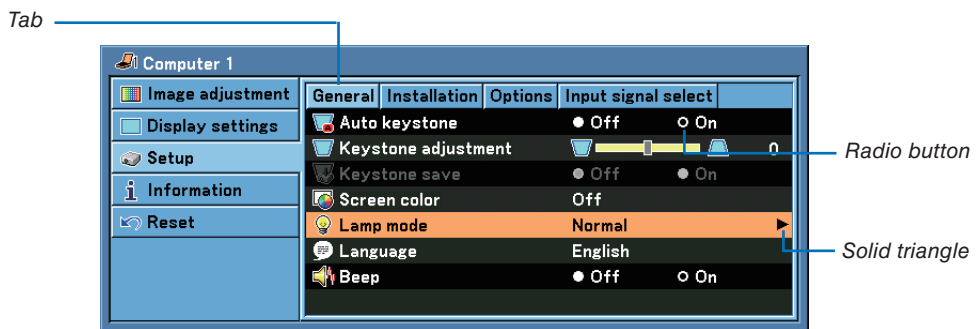 Tab
Computer 1
Image adjustment
Display settings
Setup
Information
Reset
General Installation Options Input signal select
Auto keystone Off On
Keystone adjustment 0
Keystone save Off On
Screen color Off
Lamp mode Normal
Language English
Beep Off On
Radio button
Solid triangle